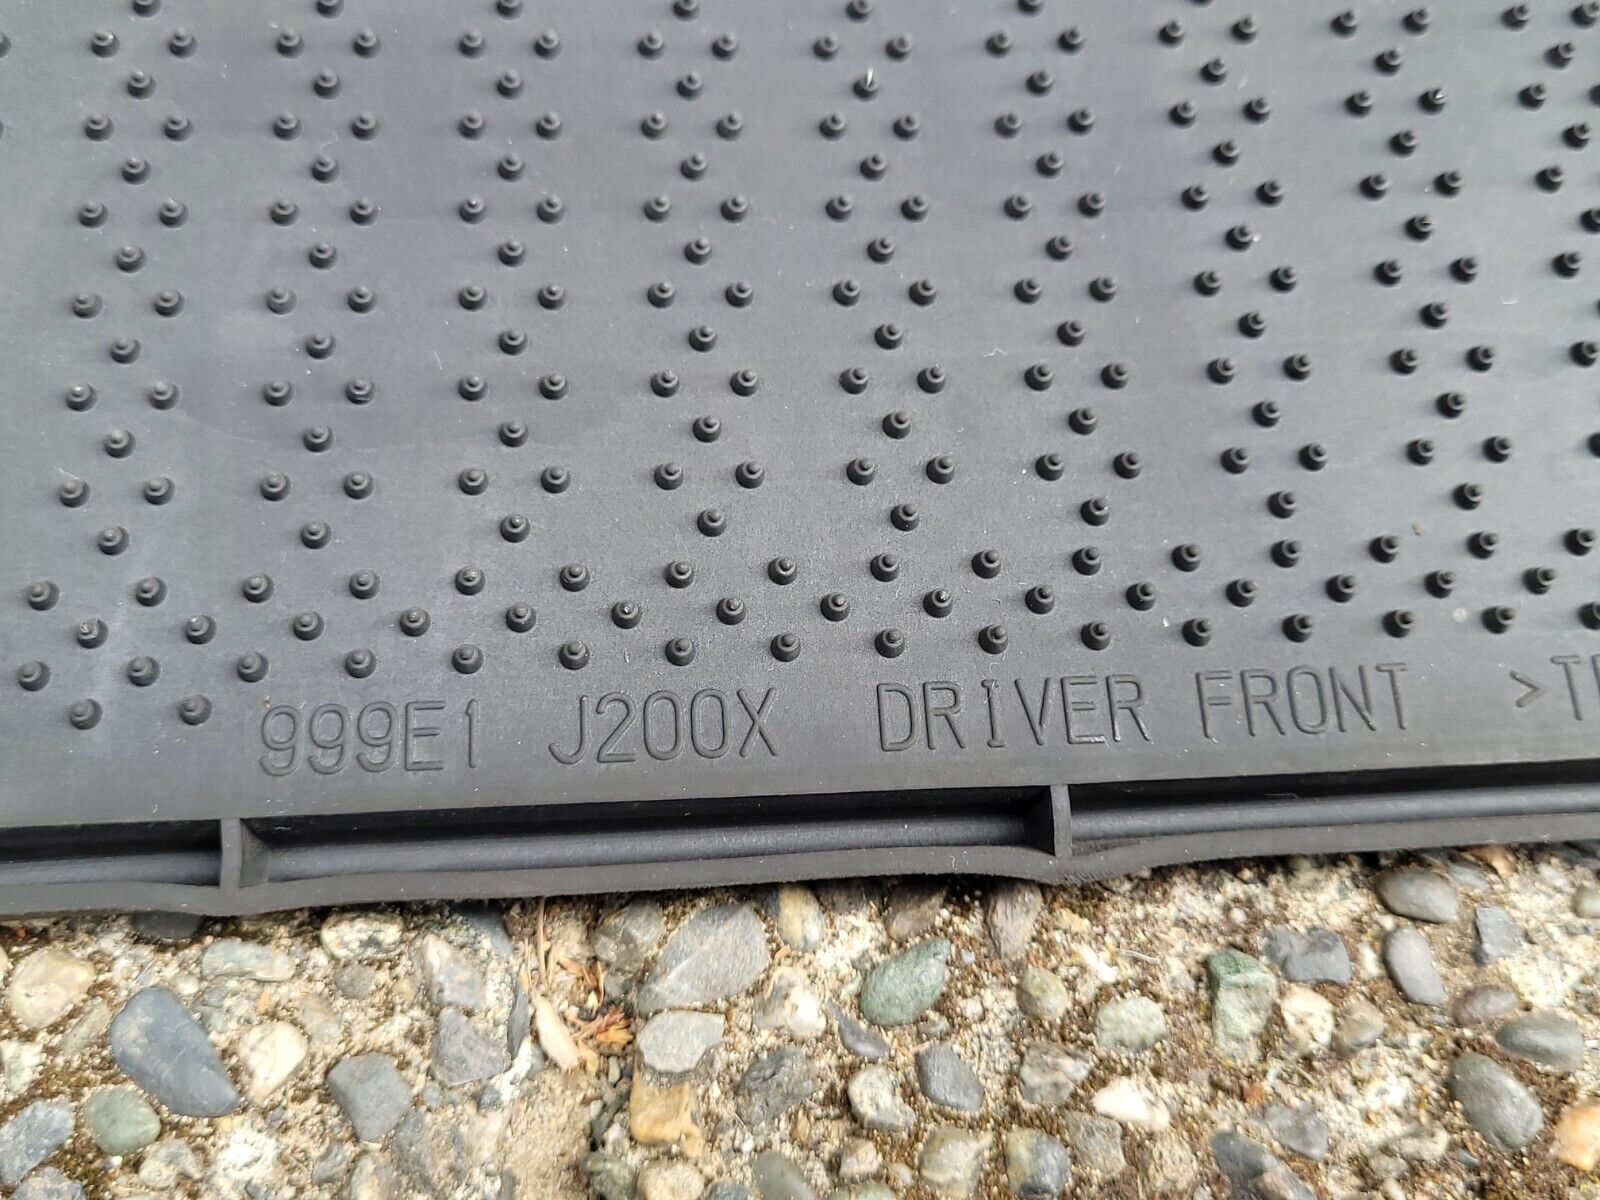 999E1 J200X DRIVER FRONT >T